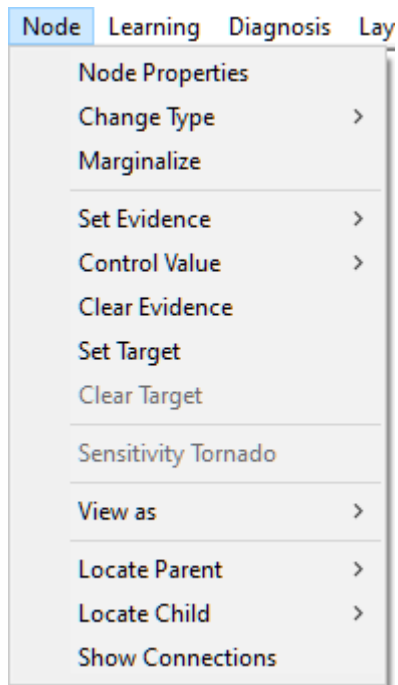 Node Learning Diagnosis Lay
Node Properties
Change Type
Marginalize
Set Evidence
Control Value
Clear Evidence
Set Target
Clear Target
Sensitivity Tornado
View as
Locate Parent
Locate Child
Show Connections